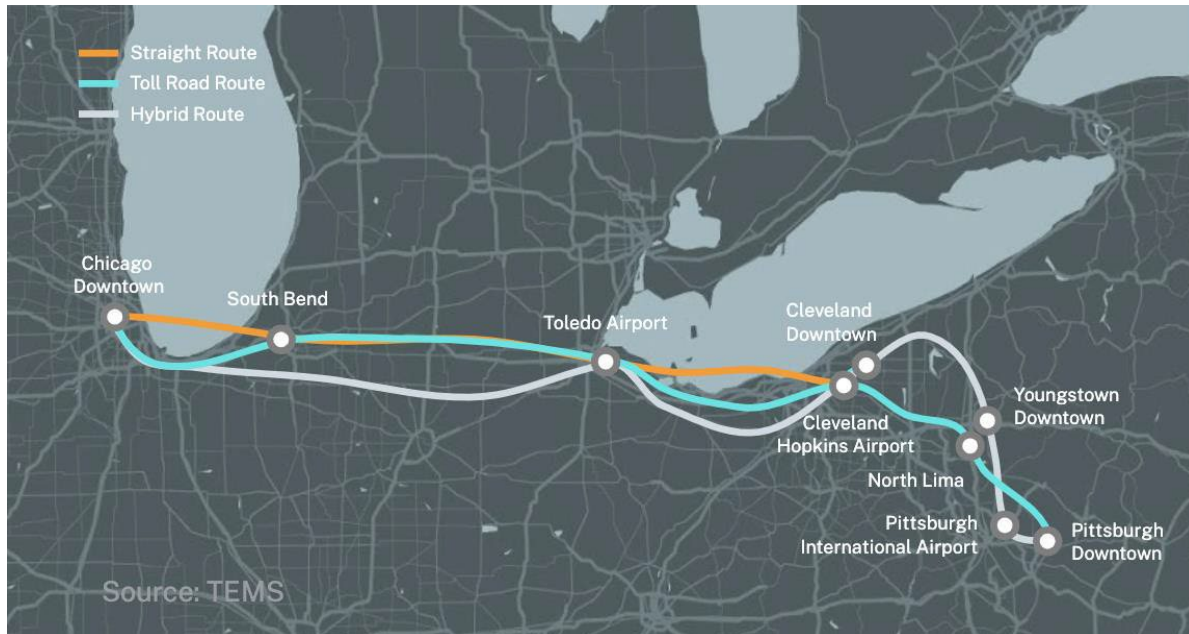 Straight Route
Toll Road Route
Hybrid Route
Chicago
Downtown
South Bend
Toledo Airport
Cleveland
Downtown
Youngstown
Downtown
Cleveland
Hopkins Airport
North Lima
Pittsburgh
International Airport
Pittsburgh
Downtown
Source: TEMS